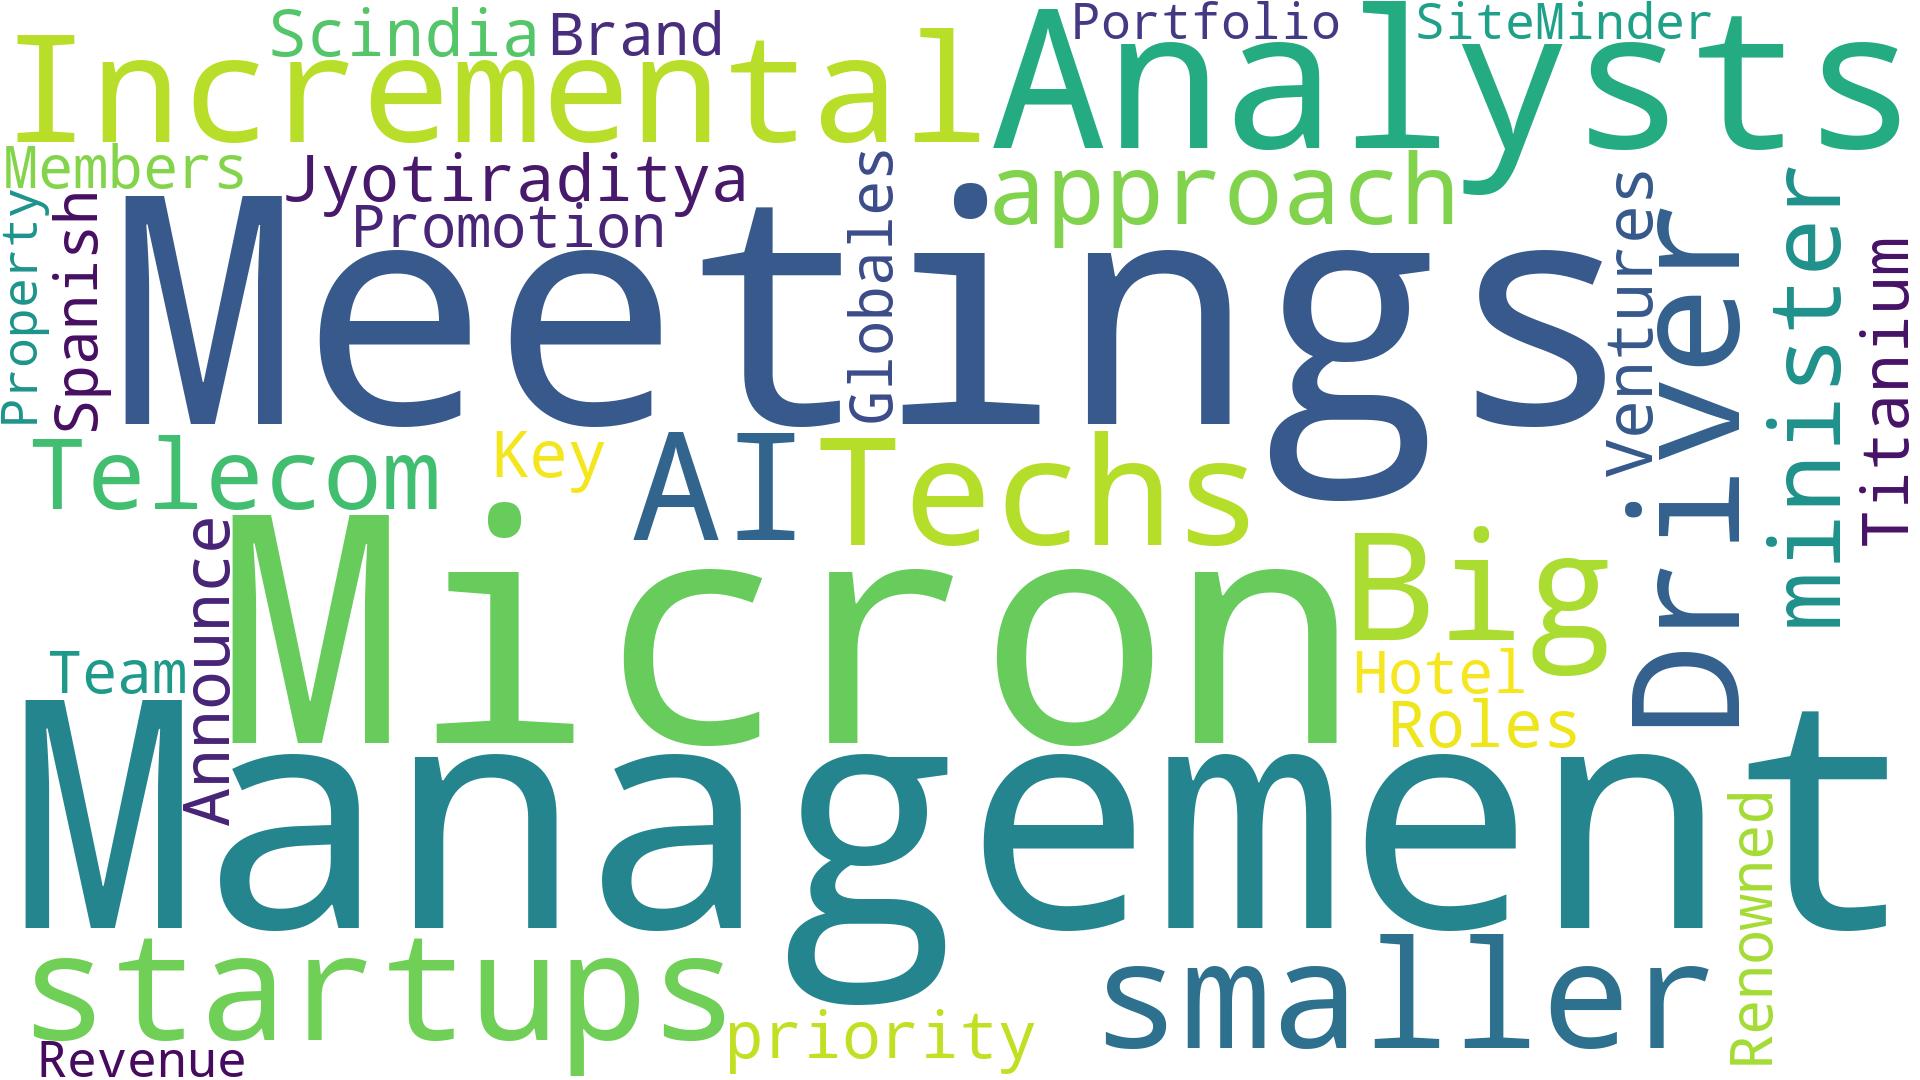 Scindia
Brand
Portfolio
SiteMinder
Incremental
Analysts
Members
Jyotiraditya
Promotion
Globales
approach
Property
Spanish
Meetings
Ventures
Driver
minister
Titanium
Telecom
Key
AI
Techs
Announce
Micron
Big
Team
Hotel
Roles
Management
Renowned
startups
priority
smaller
Revenue